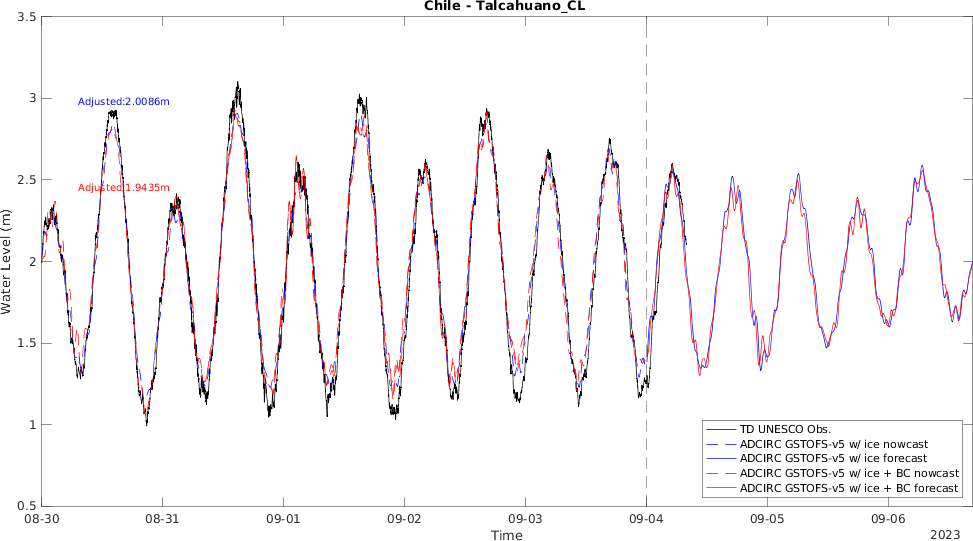 Chile - Talcahuano_CL
3.5
3
2.5
2
1.5
1
0.5
Water Level (m)
Adjusted:2.0086m
Adjusted:1.9435m
TD UNESCO Obs.
ADCIRC GSTOFS-v5 w/ ice nowcast
ADCIRC GSTOFS-v5 w/ ice forecast
ADCIRC GSTOFS-v5 w/ ice + BC nowcast
ADCIRC GSTOFS-v5 w/ ice + BC forecast
08-30 08-31 09-01 09-02 09-03 09-04 09-05 09-06
Time
2023